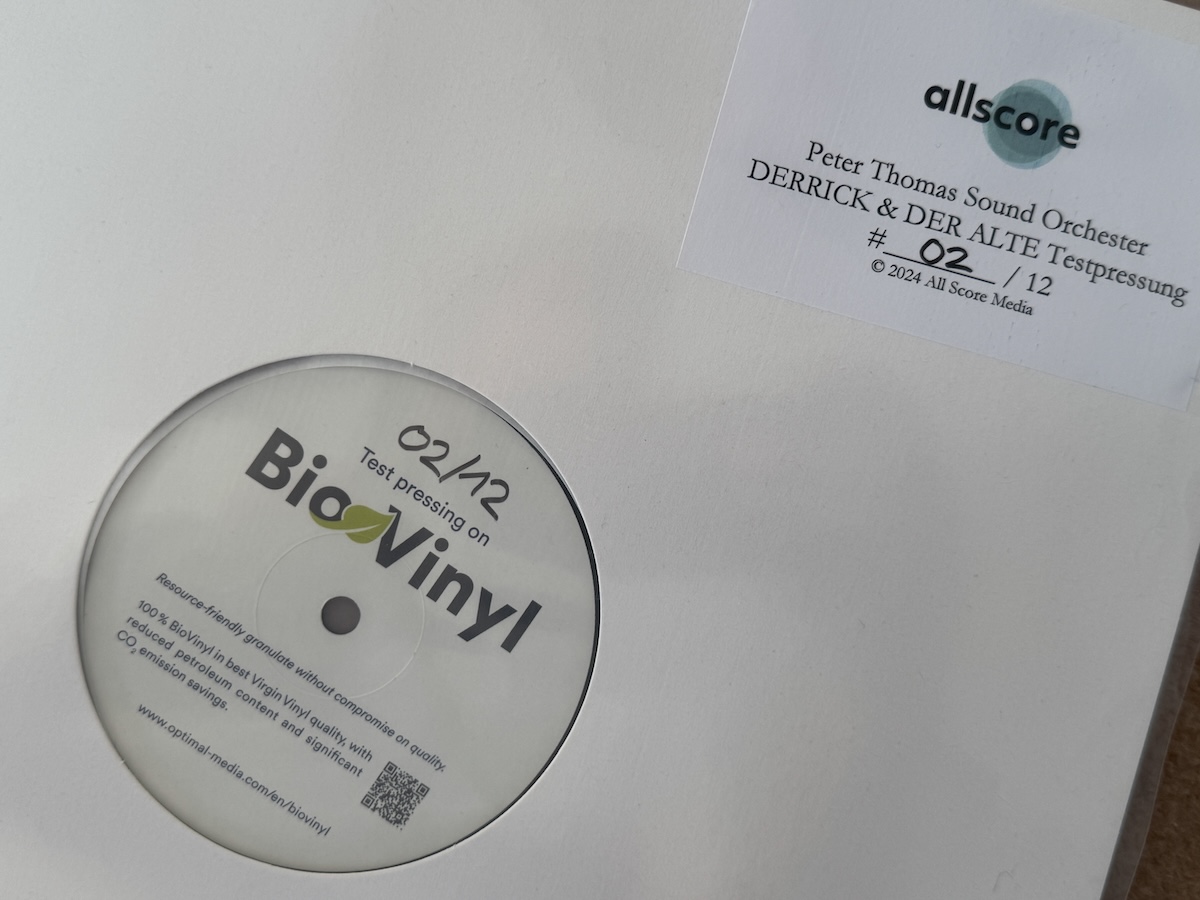 allscore
Peter Thomas Sound Orchester
DERRICK & DER ALTE Testpressung
# 02 / 12
© 2024 All Score Media
02/12
Test pressing on
BioVinyl
Resource-friendly granulate without compromise on quality.
100 % BioVinyl in best Virgin Vinyl quality, with
reduced petroleum content and significant
CO₂ emission savings.
www.optimal-media.com/en/biovinyl